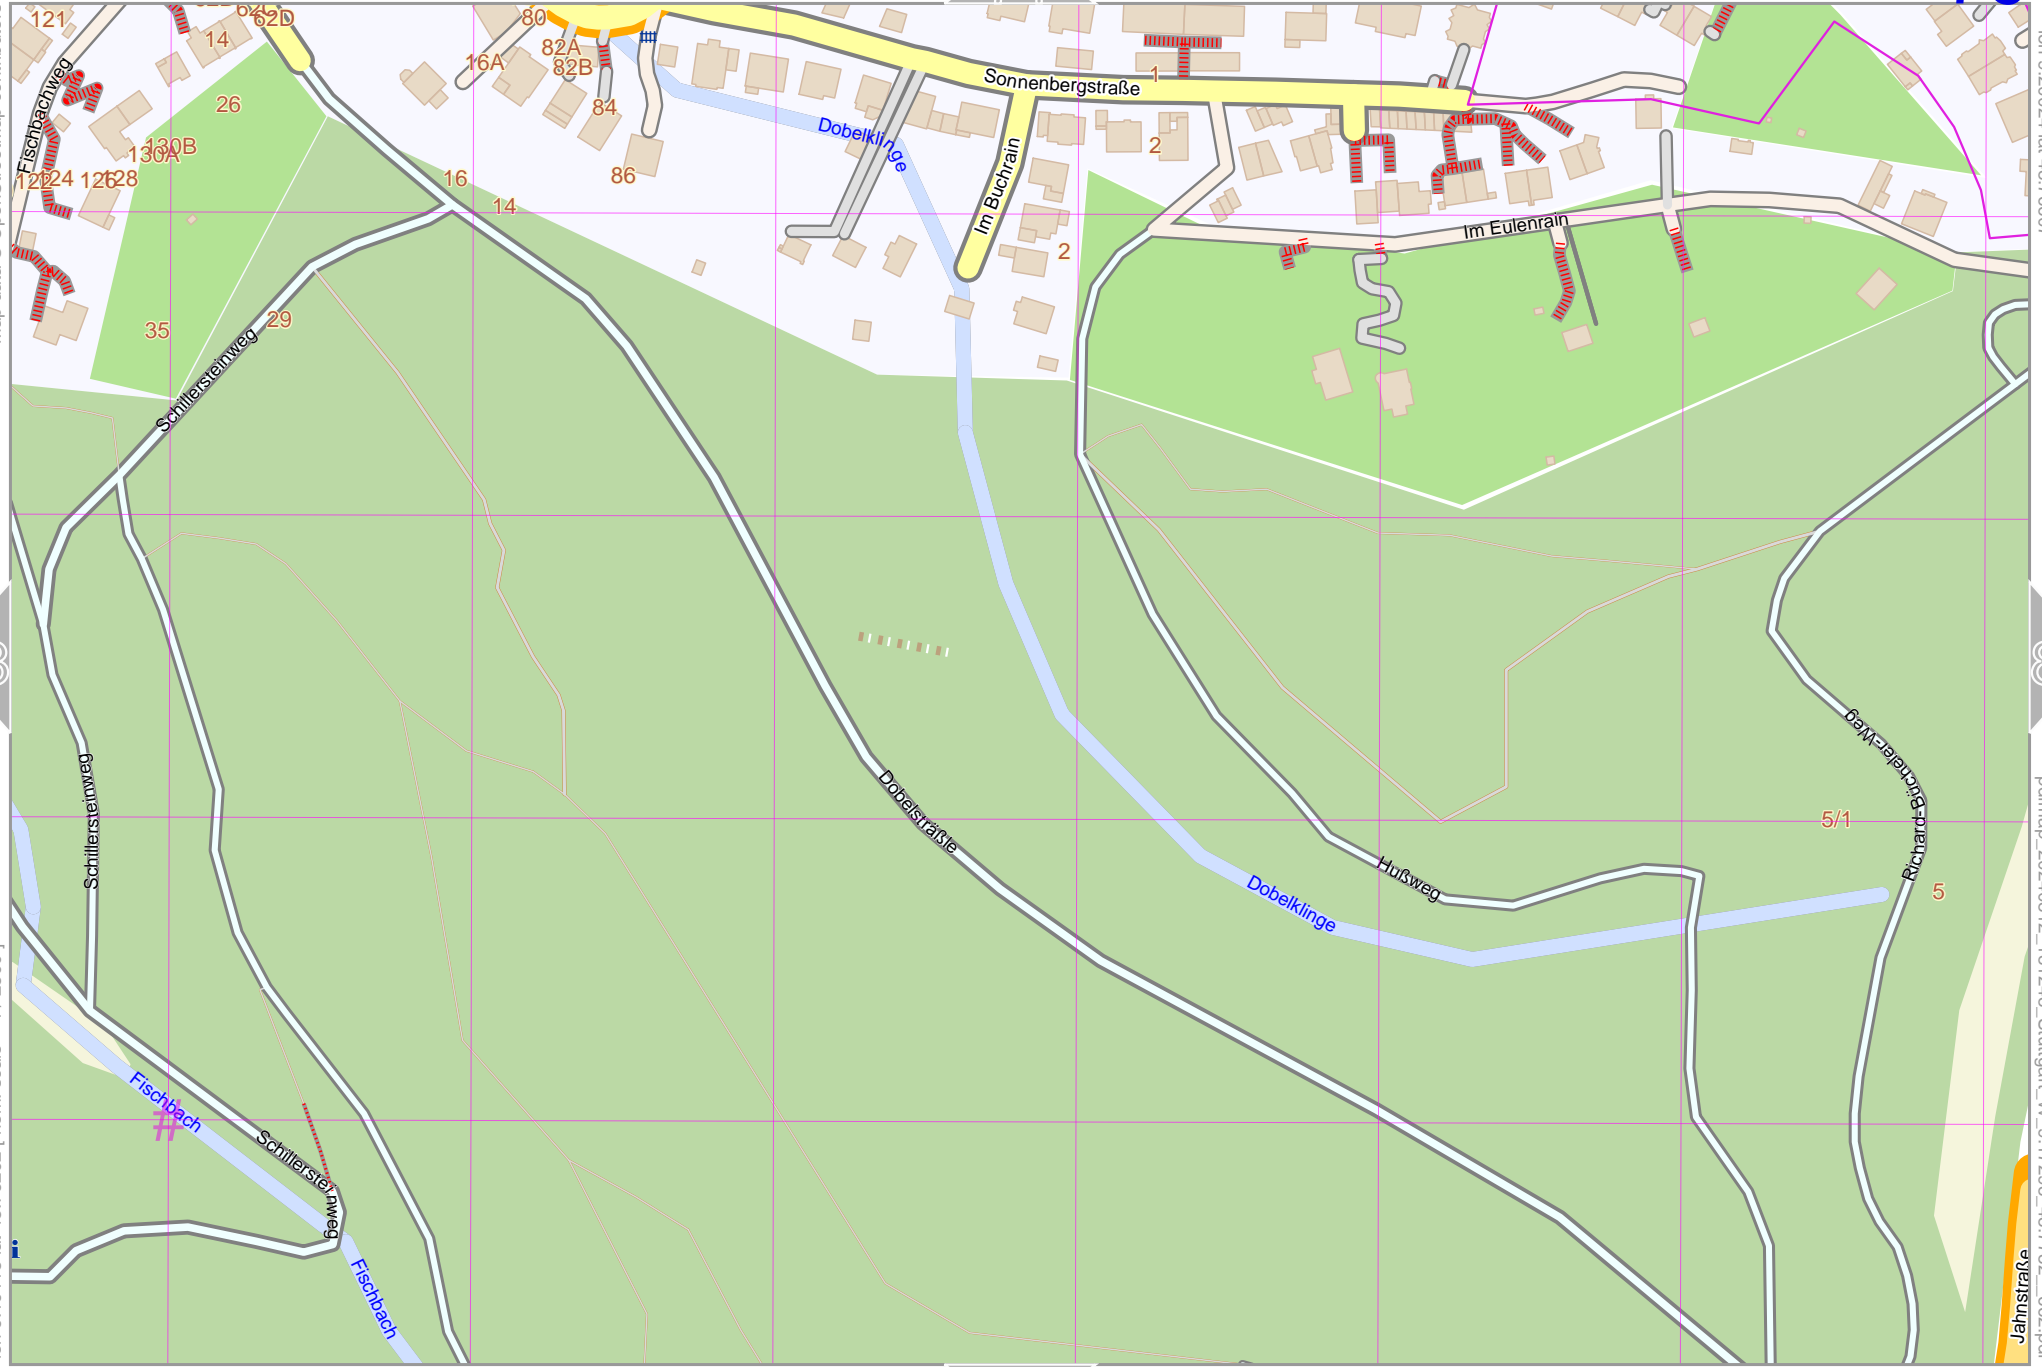 121
62D
14
80
82A
82B
16A
84
86
26
130A
130B
124
128
Fischbachweg
16
14
35
29
Sonnenbergstraße
1
2
2
Dobelklinge
Im Buchrain
Im Eulenrain
Schillersteinweg
Schillersteinweg
Dobelsträßle
Hußweg
Dobelklinge
Richard-Bücheler-Weg
5/1
5
Fischbach
#
Schillersteinweg
i
Fischbach
Jahnstraße